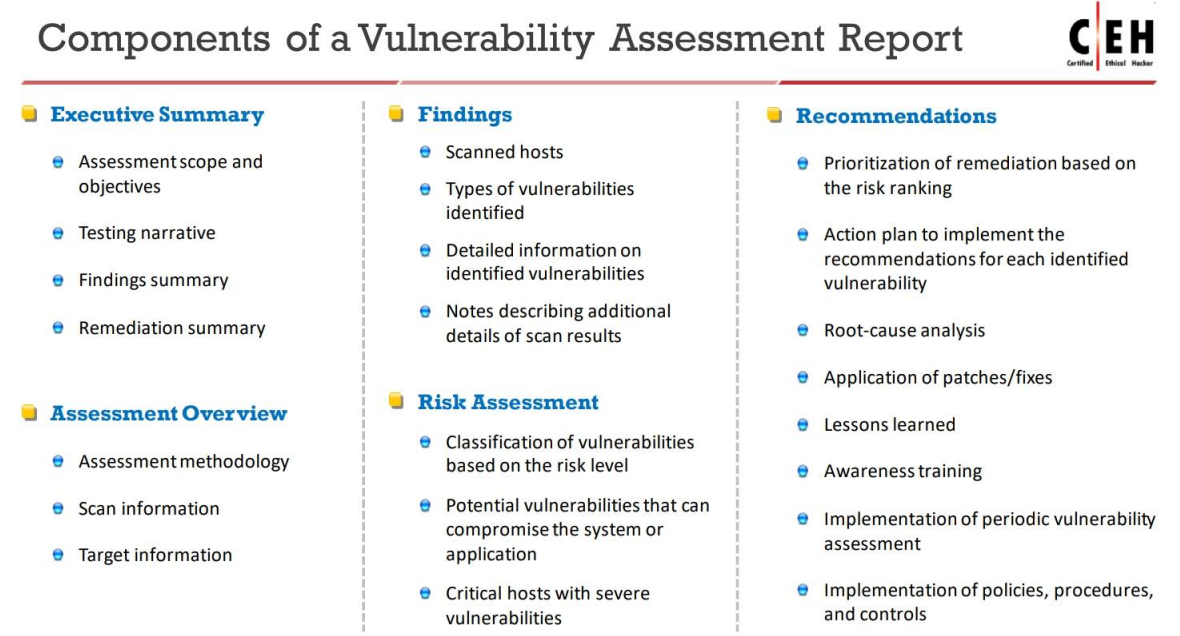 Components of a Vulnerability Assessment Report
C|EH
Certified Ethical Hacker
Executive Summary
Assessment scope and
objectives
Testing narrative
Findings summary
Remediation summary
Assessment Overview
Assessment methodology
Scan information
Target information
Findings
Scanned hosts
Types of vulnerabilities
identified
Detailed information on
identified vulnerabilities
Notes describing additional
details of scan results
Risk Assessment
Classification of vulnerabilities
based on the risk level
Potential vulnerabilities that can
compromise the system or
application
Critical hosts with severe
vulnerabilities
Recommendations
Prioritization of remediation based on
the risk ranking
Action plan to implement the
recommendations for each identified
vulnerability
Root-cause analysis
Application of patches/fixes
Lessons learned
Awareness training
Implementation of periodic vulnerability
assessment
Implementation of policies, procedures,
and controls